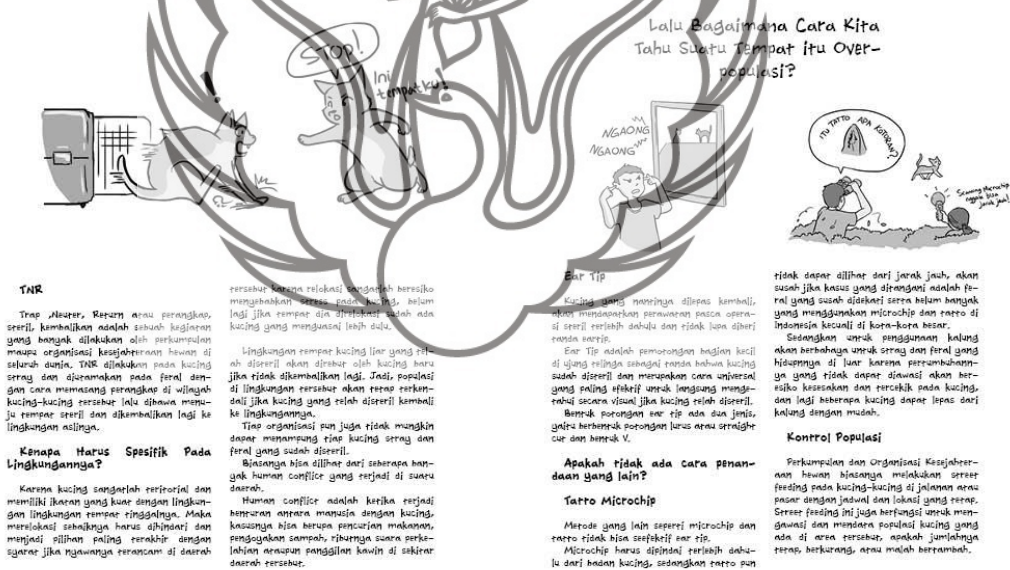 STOP!
Ini
tempatku!
!
TNR
Trap ,Neuter, Return atau perangkap,
steril, kembalikan adalah sebuah kegiatan
yang banyak dilakukan oleh perkumpulan
maupu organisasi kesejahteraan hewan di
seluruh dunia. TNR dilakukan pada kucing
stray dan diutamakan pada feral den-
gan cara memasang perangkap di wilayah
kucing-kucing tersebut lalu dibawa menu-
ju tempat steril dan dikembalikan lagi ke
lingkungan aslinya.
Kenapa Harus Spesifik Pada
Lingkungannya?
Karena kucing sangatlah teritorial dan
memiliki ikatan yang kuat dengan lingkun-
gan lingkungan tempat tinggalnya. Maka
merelokasi sebaiknya harus dihindari dan
menjadi pilihan paling terakhir dengan
syarat jika nyawanya terancam di daerah
tersebut karena relokasi sangatlah beresiko
menyebabkan stress pada kucing, belum
lagi jika tempat dia direlokasi sudah ada
kucing yang menguasai lebih dulu.
Lingkungan tempat kucing liar yang tel-
ah disteril akan direbut oleh kucing baru
jika tidak dikembalikan lagi. Jadi, populasi
di lingkungan tersebut akan terus terken-
dali jika kucing yang telah disteril kembali
ke lingkungannya.
Tiap organisasi pun juga tidak mungkin
dapat menampung tiap kucing stray dan
feral yang sudah disteril.
Biasanya bisa dilihat dari seberapa ban-
yak human conflict yang terjadi di suatu
daerah.
Human conflict adalah ketika terjadi
benturan antara manusia dengan kucing,
kasusnya bisa berupa pencurian makanan,
pengoyakan sampah, ributnya suara perke-
lahian ataupun panggilan kawin di sekitar
daerah tersebut.
Lalu Bagaimana Cara Kita
Tahu Suatu Tempat itu Over-
populasi?
NGAONG
NGAONG
ITU TATTO APA KOTORAN?
Scanning Microchip
nggak bisa
jarak jauh!
Ear Tip
Kucing yang nantinya dilepas kembali,
akan mendapatkan perawatan pasca opera-
si steril terlebih dahulu dan tidak lupa diberi
tanda eartip.
Ear Tip adalah pemotongan bagian kecil
di ujung telinga sebagai tanda bahwa kucing
sudah disteril dan merupakan cara universal
yang paling efektif untuk langsung menge-
tahui secara visual jika kucing telah disteril.
Bentuk potongan ear tip ada dua jenis,
yaitu berbentuk potongan lurus atau straight
cut dan bentuk V.
Apakah tidak ada cara penan-
daan yang lain?
Tatto Microchip
Metode yang lain seperti microchip dan
tatto tidak bisa seefektif ear tip.
Microchip harus dipindai terlebih dahu-
lu dari badan kucing, sedangkan tatto pun
tidak dapat dilihat dari jarak jauh, akan
susah jika kasus yang ditangani adalah fe-
ral yang susah didekati serta belum banyak
yang menggunakan microchip dan tatto di
Indonesia kecuali di kota-kota besar.
Sedangkan untuk penggunaan kalung
akan berbahaya untuk stray dan feral yang
hidupnnya di luar karena pertumbuhann-
ya yang tidak dapat diawasi akan ber-
esiko kesesakan dan tercekik pada kucing,
dan lagi beberapa kucing dapat lepas dari
kalung dengan mudah.
Kontrol Populasi
Perkumpulan dan Organisasi Kesejahter-
aan hewan biasanya melakukan street
feeding pada kucing-kucing di jalanan atau
pasar dengan jadwal dan lokasi yang tetap.
Street feeding ini juga berfungsi untuk men-
gawasi dan mendata populasi kucing yang
ada di area tersebut, apakah jumlahnya
tetap, berkurang, atau malah bertambah.